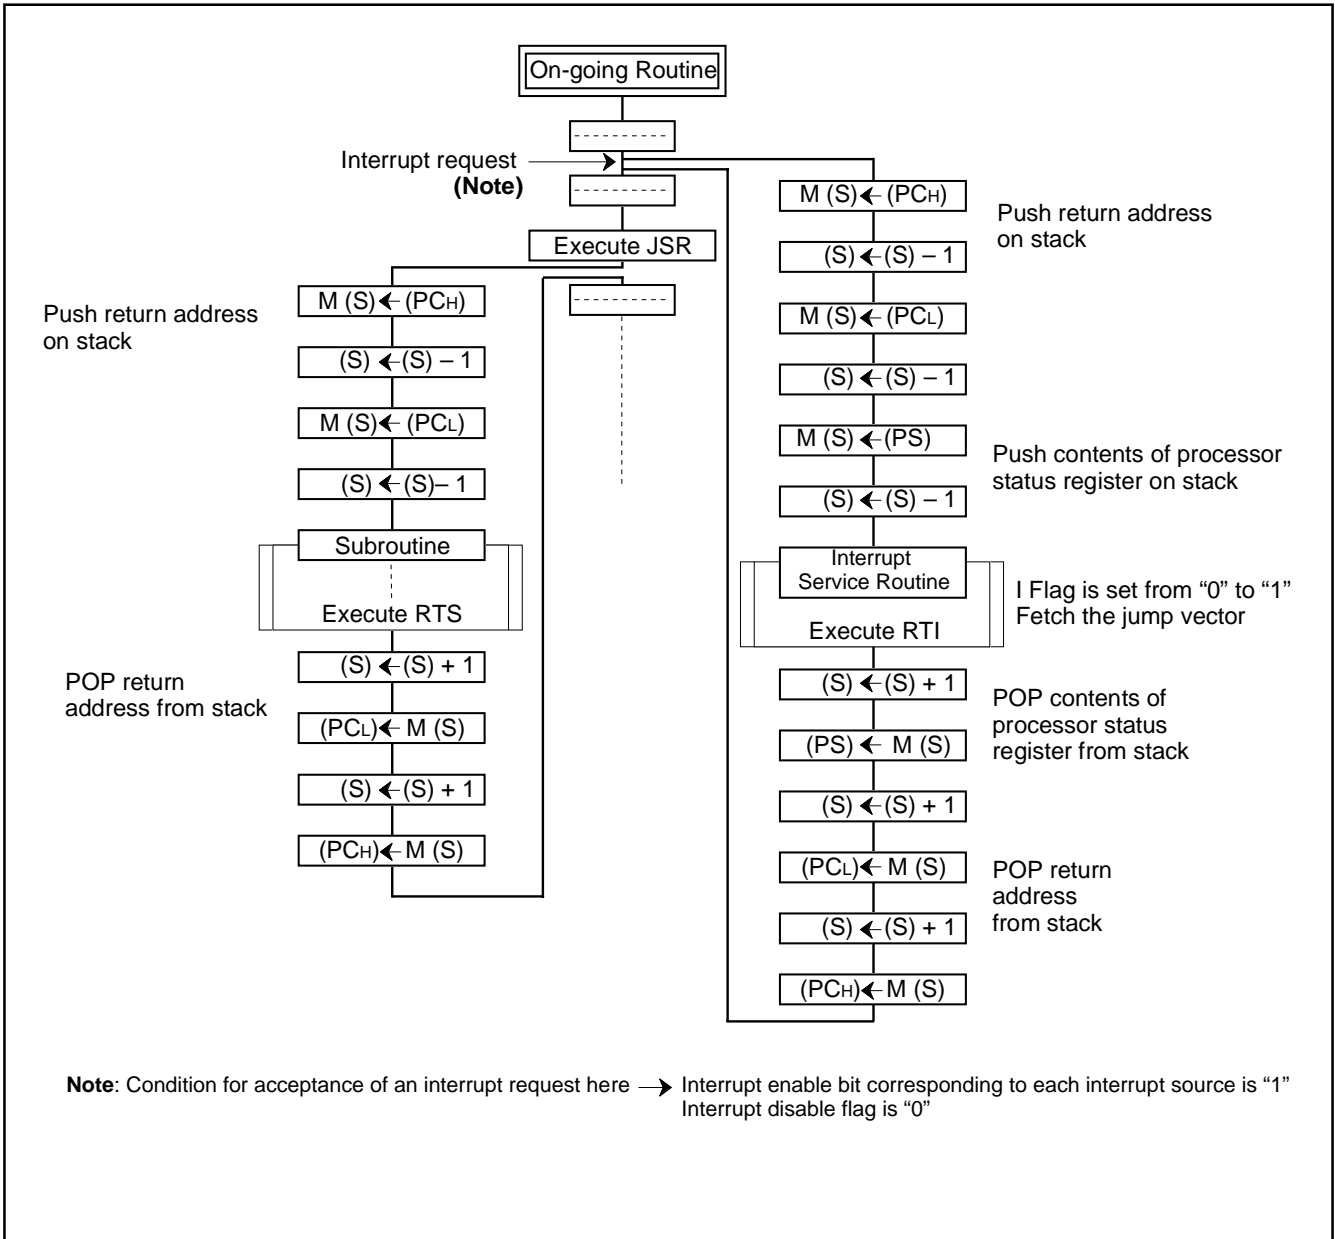 On-going Routine
Interrupt request
(Note)
Execute JSR
Push return address
on stack
M (S) ← (PCH)
(S) ← (S) – 1
M (S) ← (PCL)
(S) ← (S)– 1
Subroutine
Execute RTS
POP return
address from stack
(S) ← (S) + 1
(PCL) ← M (S)
(S) ← (S) + 1
(PCH) ← M (S)
M (S) ← (PCH)
Push return address
on stack
(S) ← (S) – 1
M (S) ← (PCL)
(S) ← (S) – 1
M (S) ← (PS)
Push contents of processor
status register on stack
(S) ← (S) – 1
Interrupt
Service Routine
I Flag is set from “0” to “1”
Fetch the jump vector
Execute RTI
(S) ← (S) + 1
POP contents of
processor status
register from stack
(PS) ← M (S)
(S) ← (S) + 1
(PCL) ← M (S)
POP return
address
from stack
(S) ← (S) + 1
(PCH) ← M (S)
Note: Condition for acceptance of an interrupt request here → Interrupt enable bit corresponding to each interrupt source is “1”
Interrupt disable flag is “0”